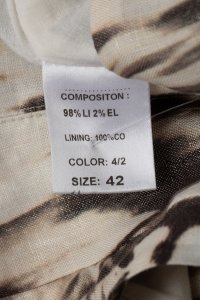 COMPOSITON :
98% LI 2% EL
LINING: 100%CO
COLOR: 4/2
SIZE: 42